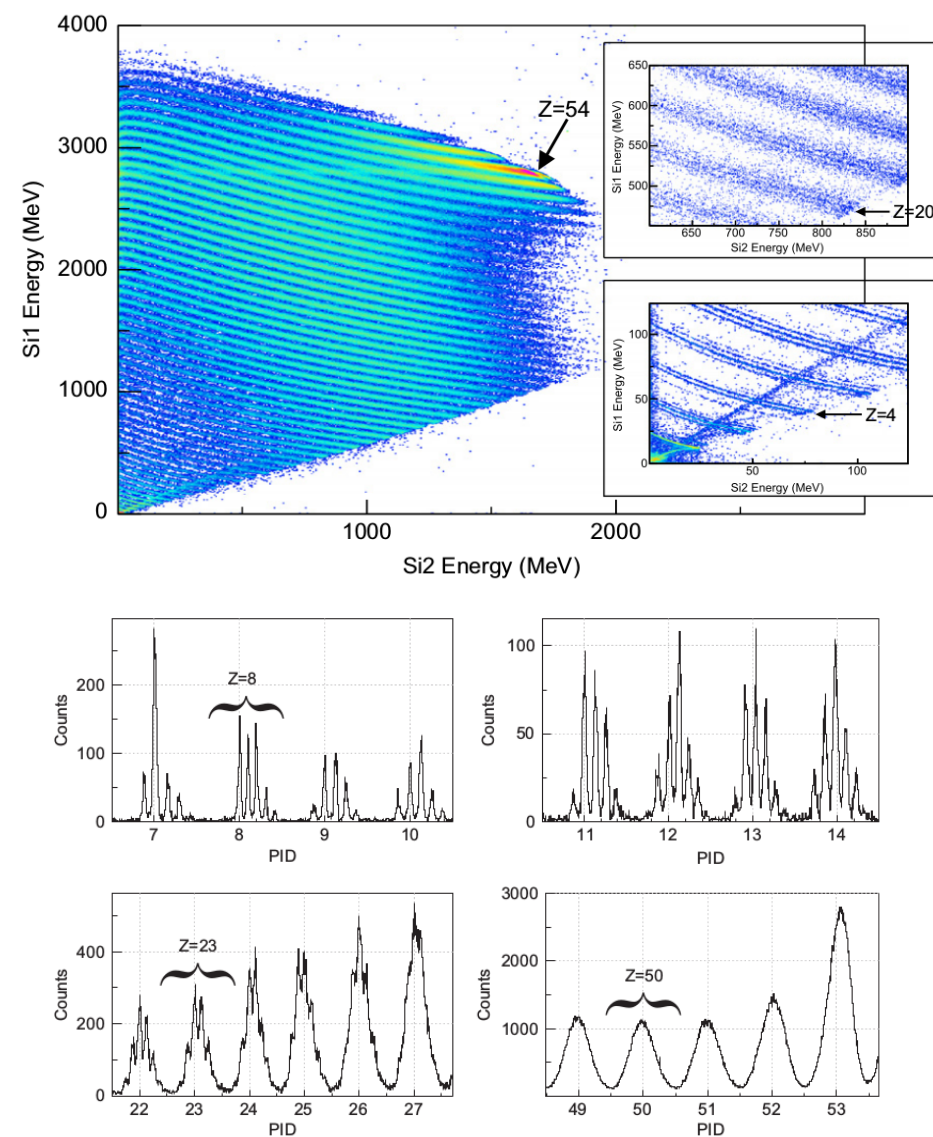 4000
3000
2000
1000
0
Si1 Energy (MeV)
1000
2000
Si2 Energy (MeV)
Z=54
650
600
550
500
Si1 Energy (MeV)
650
700
750
800
850
Si2 Energy (MeV)
Z=20
100
50
0
Si1 Energy (MeV)
50
100
Si2 Energy (MeV)
Z=4
200
100
0
Counts
Z=8
7
8
9
10
PID
100
50
0
Counts
11
12
13
14
PID
400
200
0
Counts
Z=23
22
23
24
25
26
27
PID
3000
2000
1000
Counts
Z=50
49
50
51
52
53
PID